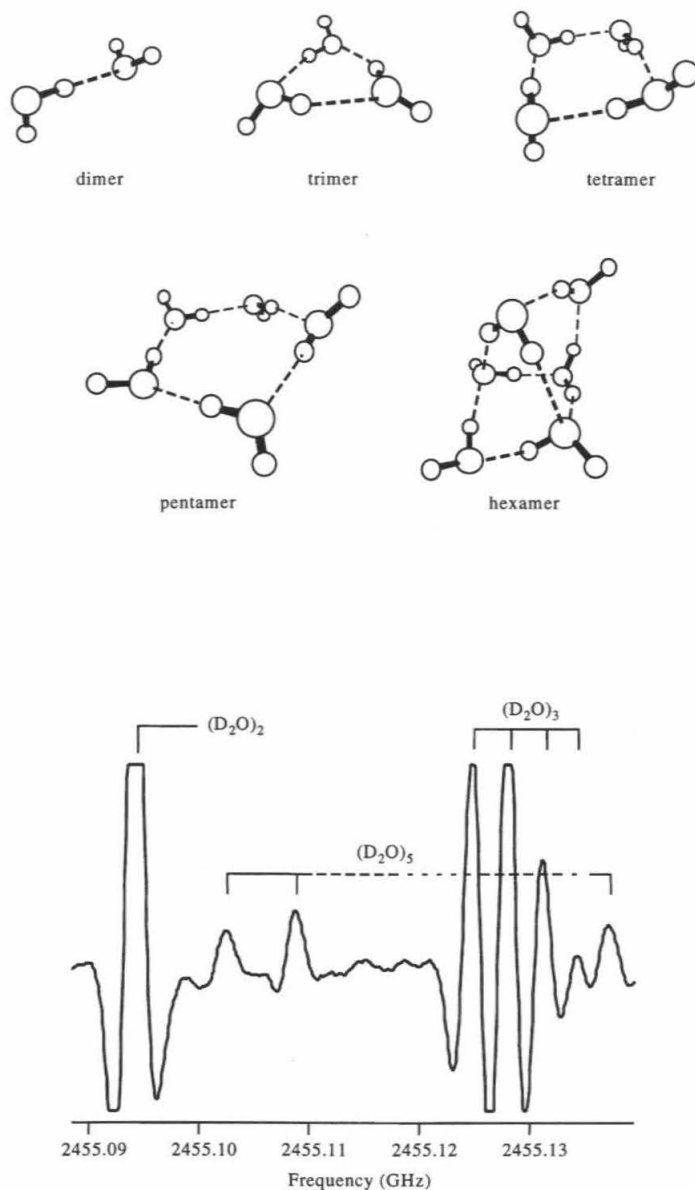 dimer
trimer
tetramer
pentamer
hexamer
(D₂O)₂
(D₂O)₃
(D₂O)₅
2455.09 2455.10 2455.11 2455.12 2455.13
Frequency (GHz)